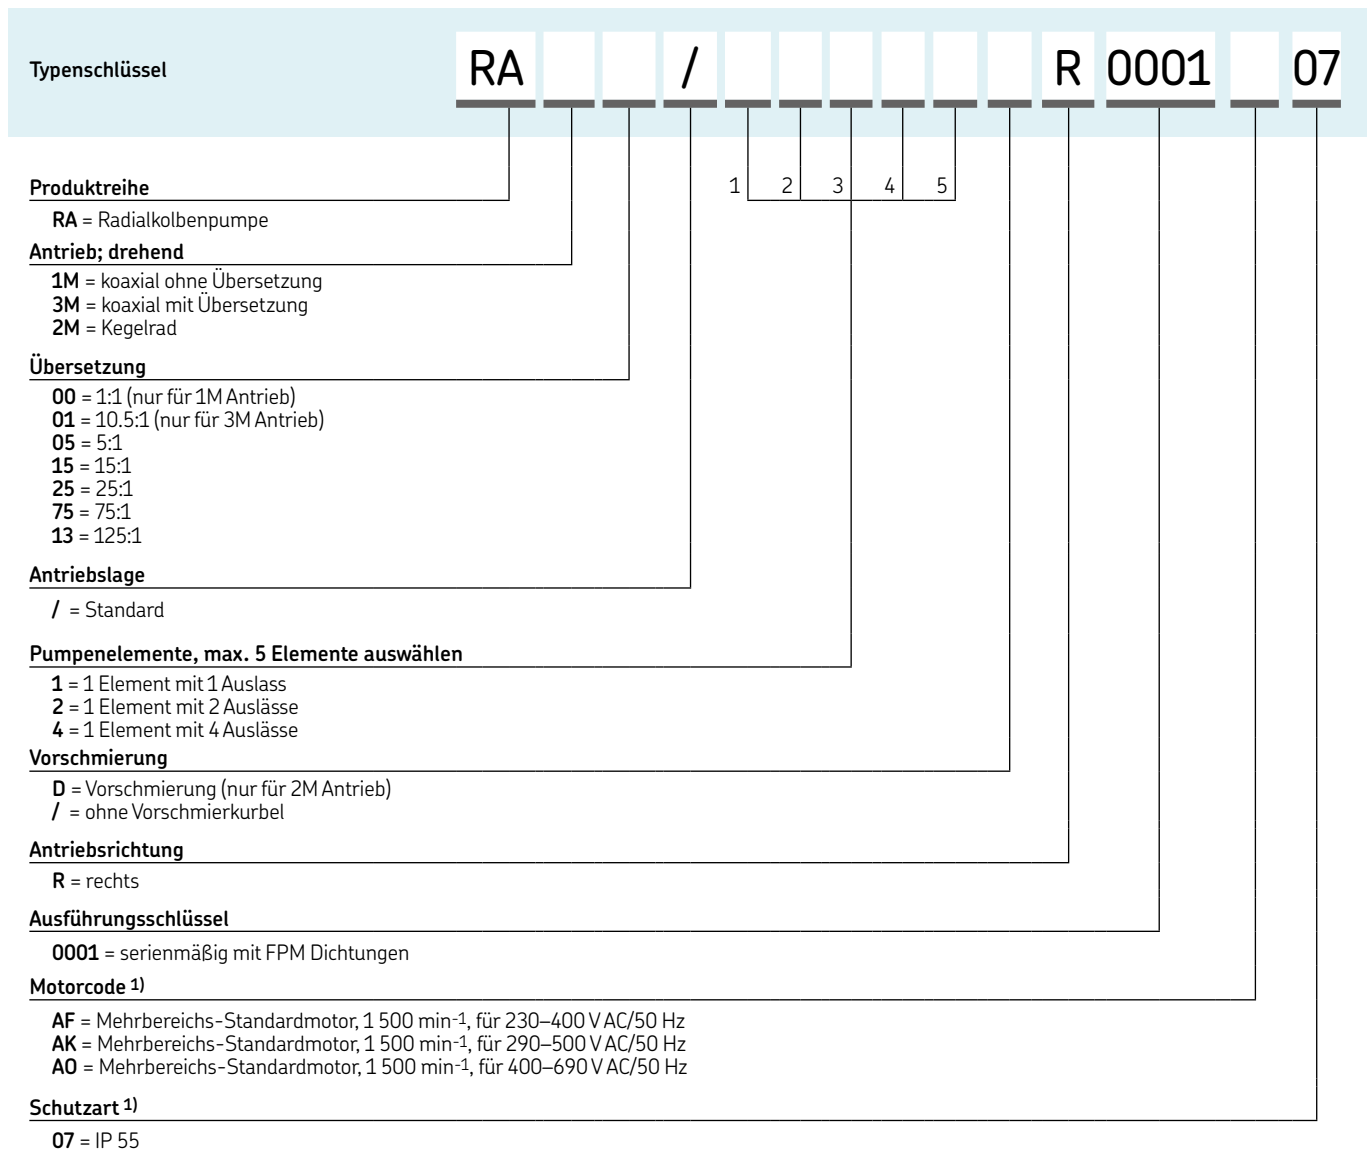 Typenschlüssel RA / R 0001 07
Produktreihe 1 2 3 4 5
RA = Radialkolbenpumpe
Antrieb; drehend
1M = koaxial ohne Übersetzung
3M = koaxial mit Übersetzung
2M = Kegelrad
Übersetzung
00 = 1:1 (nur für 1M Antrieb)
01 = 10.5:1 (nur für 3M Antrieb)
05 = 5:1
15 = 15:1
25 = 25:1
75 = 75:1
13 = 125:1
Antriebslage
/ = Standard
Pumpenelemente, max. 5 Elemente auswählen
1 = 1 Element mit 1 Auslass
2 = 1 Element mit 2 Auslässe
4 = 1 Element mit 4 Auslässe
Vorschmierung
D = Vorschmierung (nur für 2M Antrieb)
/ = ohne Vorschmierkurbel
Antriebsrichtung
R = rechts
Ausführungsschlüssel
0001 = serienmäßig mit FPM Dichtungen
Motorcode 1)
AF = Mehrbereichs-Standardmotor, 1 500 min-1, für 230–400 V AC/50 Hz
AK = Mehrbereichs-Standardmotor, 1 500 min-1, für 290–500 V AC/50 Hz
AO = Mehrbereichs-Standardmotor, 1 500 min-1, für 400–690 V AC/50 Hz
Schutzart 1)
07 = IP 55